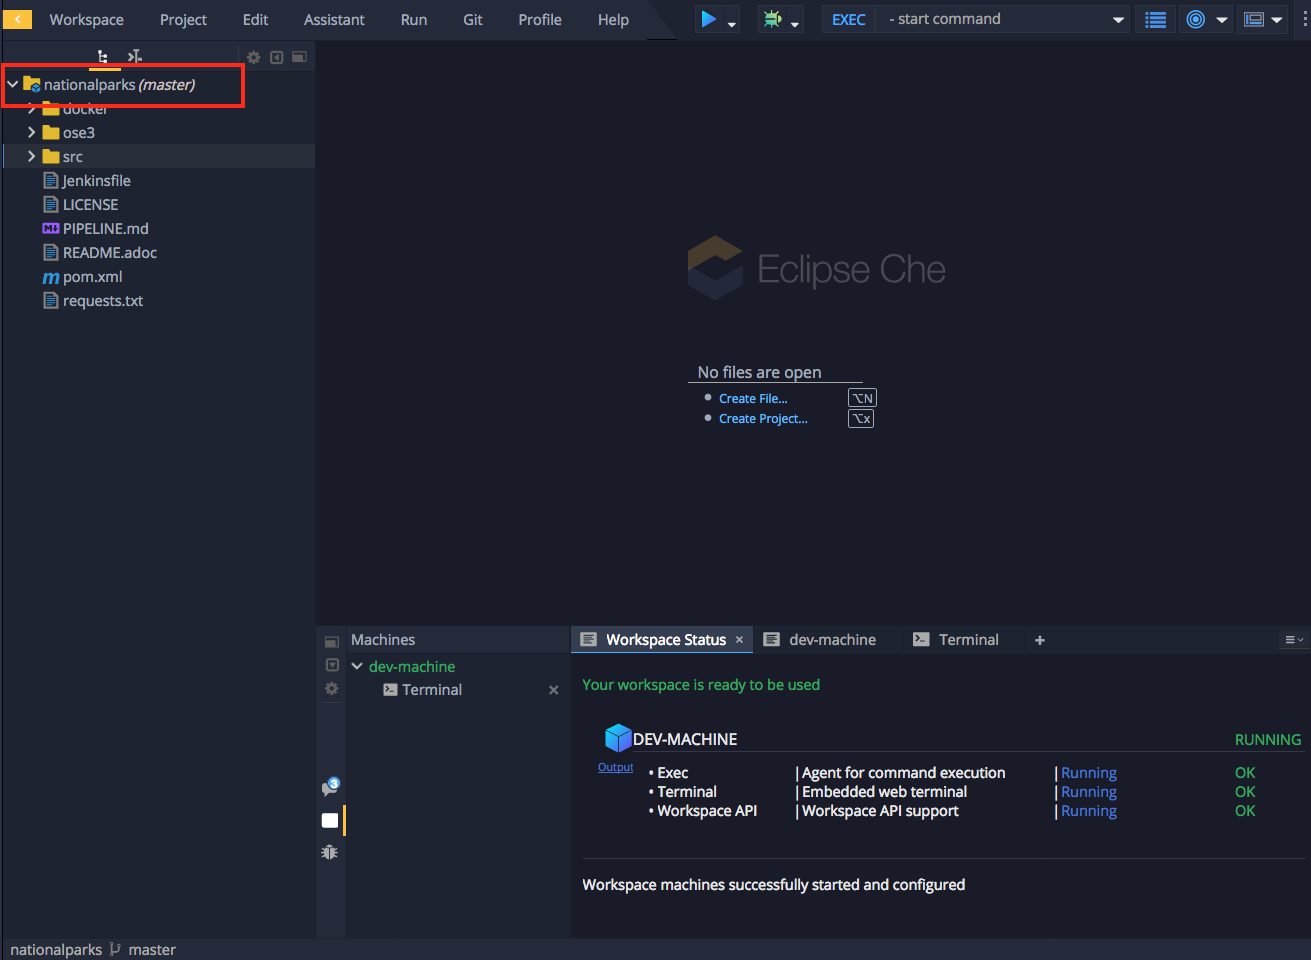 Workspace Project Edit Assistant Run Git Profile Help EXEC - start command
nationalparks (master)
docker
ose3
src
Jenkinsfile
LICENSE
PIPELINE.md
README.adoc
pom.xml
requests.txt
Eclipse Che
No files are open
Create File... ⌥N
Create Project... ⌥x
Machines
dev-machine
Terminal
3
Workspace Status × dev-machine Terminal +
Your workspace is ready to be used
DEV-MACHINE RUNNING
Output
• Exec | Agent for command execution | Running OK
• Terminal | Embedded web terminal | Running OK
• Workspace API | Workspace API support | Running OK
Workspace machines successfully started and configured
nationalparks master